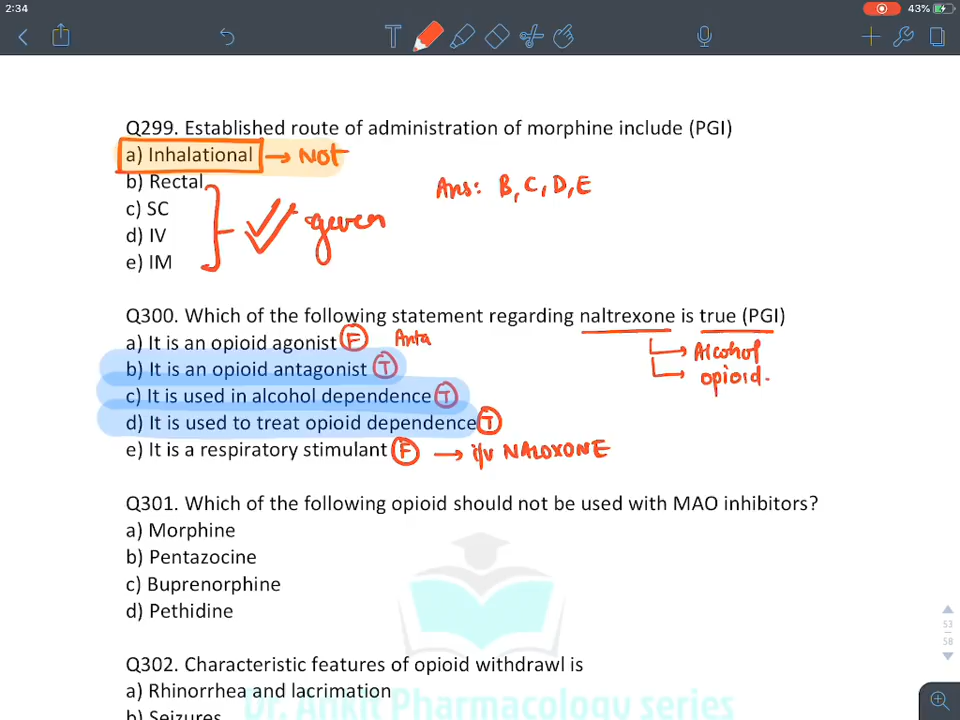 2:34
43%
Q299. Established route of administration of morphine include (PGI)
a) Inhalational → Not
b) Rectal
Ans: B, C, D, E
c) SC
given
d) IV
e) IM
Q300. Which of the following statement regarding naltrexone is true (PGI)
a) It is an opioid agonist F Anta
Alcohol
b) It is an opioid antagonist T
opioid.
c) It is used in alcohol dependence T
d) It is used to treat opioid dependence T
e) It is a respiratory stimulant F → i/v NALOXONE
Q301. Which of the following opioid should not be used with MAO inhibitors?
a) Morphine
b) Pentazocine
c) Buprenorphine
d) Pethidine
53
58
Q302. Characteristic features of opioid withdrawl is
a) Rhinorrhea and lacrimation
b) Seizures
Dr. Ankit Pharmacology series